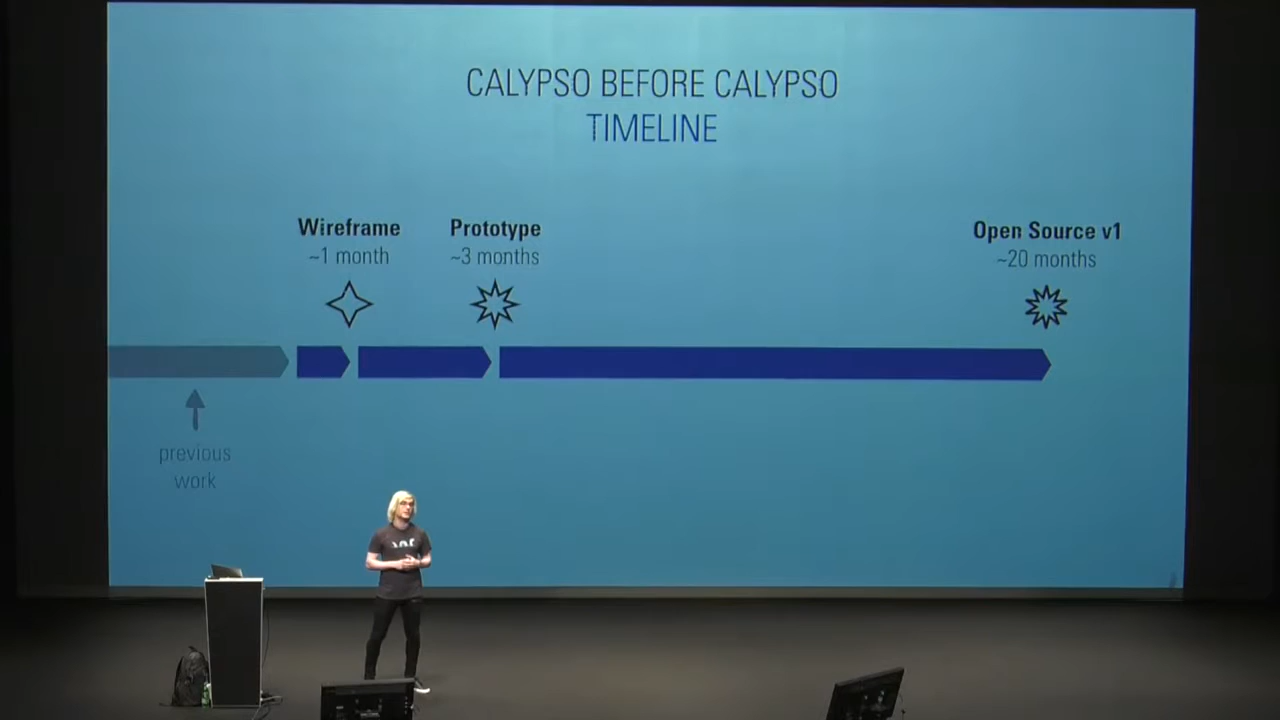 CALYPSO BEFORE CALYPSO
TIMELINE
Wireframe
~1 month
Prototype
~3 months
Open Source v1
~20 months
previous
work